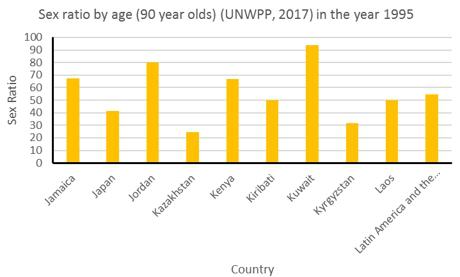 Sex ratio by age (90 year olds) (UNWPP, 2017) in the year 1995
100
90
80
70
60
50
40
30
20
10
0
Sex Ratio
Jamaica
Japan
Jordan
Kazakhstan
Kenya
Kiribati
Kuwait
Kyrgyzstan
Laos
Latin America and the...
Country